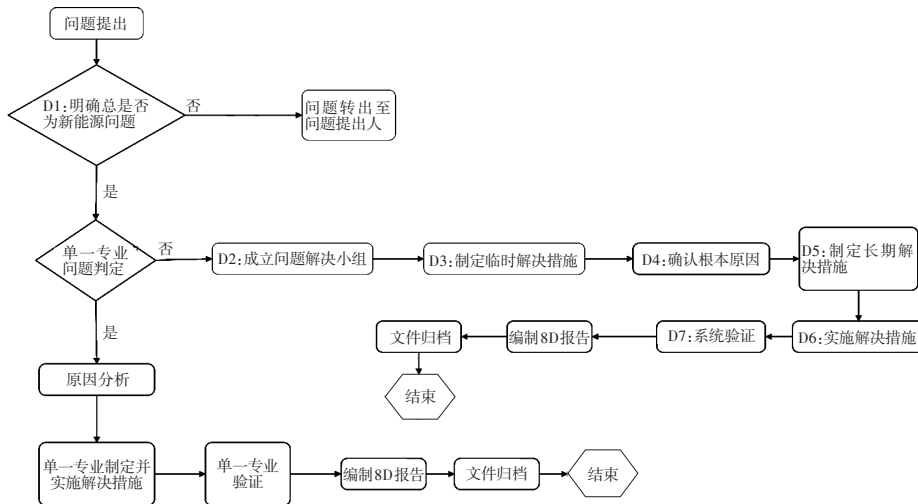 问题提出
D1:明确总是否
为新能源问题
否
问题转出至
问题提出人
是
单一专业
问题判定
否
D2:成立问题解决小组
D3:制定临时解决措施
D4:确认根本原因
D5:制定长期解
决措施
是
文件归档
编制8D报告
D7:系统验证
D6:实施解决措施
原因分析
结束
单一专业制定并
实施解决措施
单一专业
验证
编制8D报告
文件归档
结束